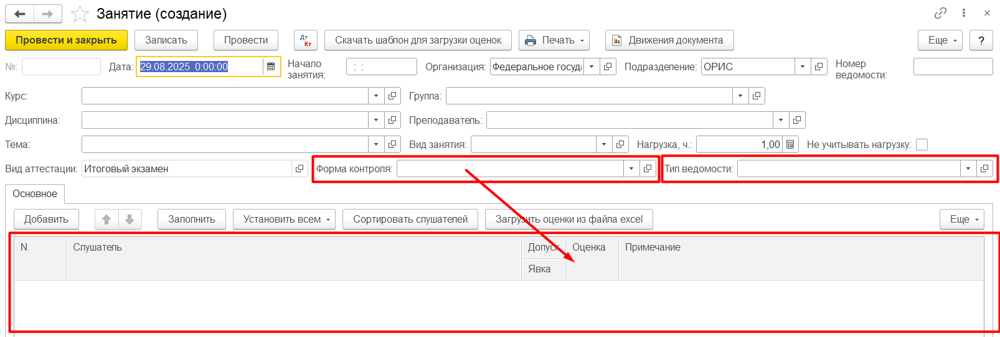 Занятие (создание)
Провести и закрыть Записать Провести Дт Кт Скачать шаблон для загрузки оценок Печать Движения документа Еще ?
№: Дата: 29.08.2025 0:00:00 Начало занятия: : : Организация: Федеральное госуда Подразделение: ОРИС Номер ведомости:
Курс: Группа:
Дисциплина: Преподаватель:
Тема: Вид занятия: Нагрузка, ч.: 1,00 Не учитывать нагрузку:
Вид аттестации: Итоговый экзамен Форма контроля: Тип ведомости:
Основное
Добавить Заполнить Установить всем Сортировать слушателей Загрузить оценки из файла excel Еще
N Слушатель Допуск Оценка Примечание
Явка